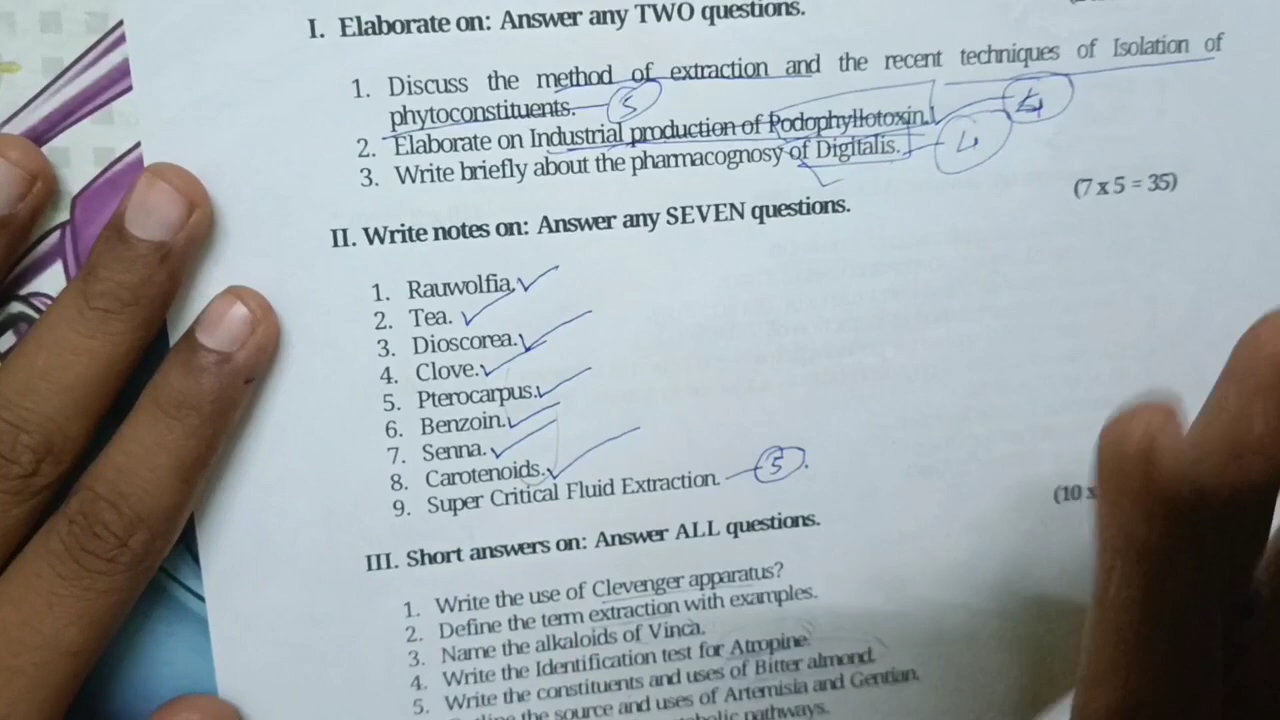 I. Elaborate on: Answer any TWO questions.
1. Discuss the method of extraction and the recent techniques of Isolation of
phytoconstituents. 5
2. Elaborate on Industrial production of Podophyllotoxin. 4
3. Write briefly about the pharmacognosy of Digitalis. 4
(7 x 5 = 35)
II. Write notes on: Answer any SEVEN questions.
1. Rauwolfia.
2. Tea.
3. Dioscorea.
4. Clove.
5. Pterocarpus.
6. Benzoin.
7. Senna.
8. Carotenoids.
9. Super Critical Fluid Extraction. 5
(10 x
III. Short answers on: Answer ALL questions.
1. Write the use of Clevenger apparatus?
2. Define the term extraction with examples.
3. Name the alkaloids of Vinca.
4. Write the Identification test for Atropine.
5. Write the constituents and uses of Bitter almond.
the source and uses of Artemisia and Gentian.
pathways.